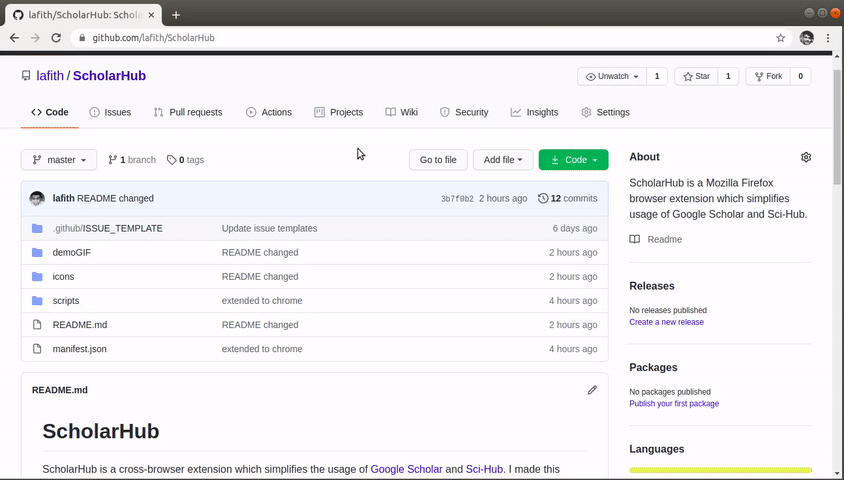 lafith/ScholarHub: Schol
github.com/lafith/ScholarHub
lafith / ScholarHub
Unwatch 1 Star 1 Fork 0
Code Issues Pull requests Actions Projects Wiki Security Insights Settings
master 1 branch 0 tags Go to file Add file Code
lafith README changed 3b7f0b2 2 hours ago 12 commits
.github/ISSUE_TEMPLATE Update issue templates 6 days ago
demoGIF README changed 2 hours ago
icons README changed 2 hours ago
scripts extended to chrome 4 hours ago
README.md README changed 2 hours ago
manifest.json extended to chrome 4 hours ago
README.md
ScholarHub
ScholarHub is a cross-browser extension which simplifies the usage of Google Scholar and Sci-Hub. I made this
About
ScholarHub is a Mozilla Firefox
browser extension which simplifies
usage of Google Scholar and Sci-Hub.
Readme
Releases
No releases published
Create a new release
Packages
No packages published
Publish your first package
Languages